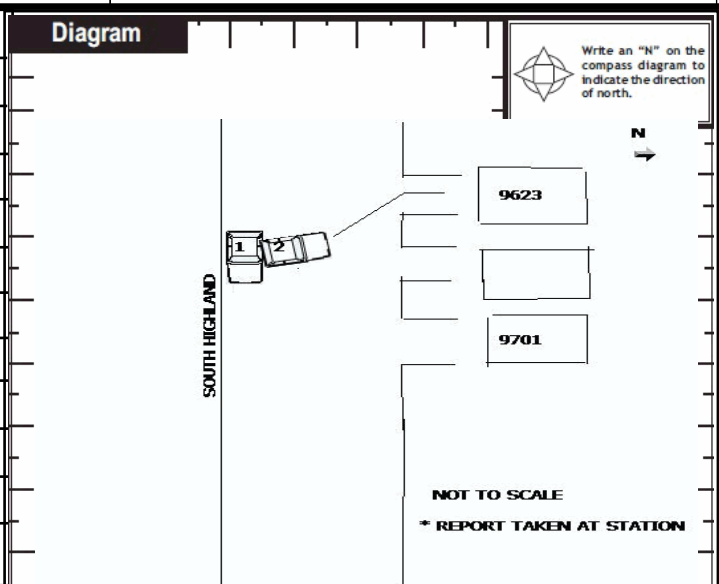 Diagram
Write an "N" on the
compass diagram to
indicate the direction
of north.
N
9623
1
2
SOUTH HIGHLAND
9701
NOT TO SCALE
* REPORT TAKEN AT STATION